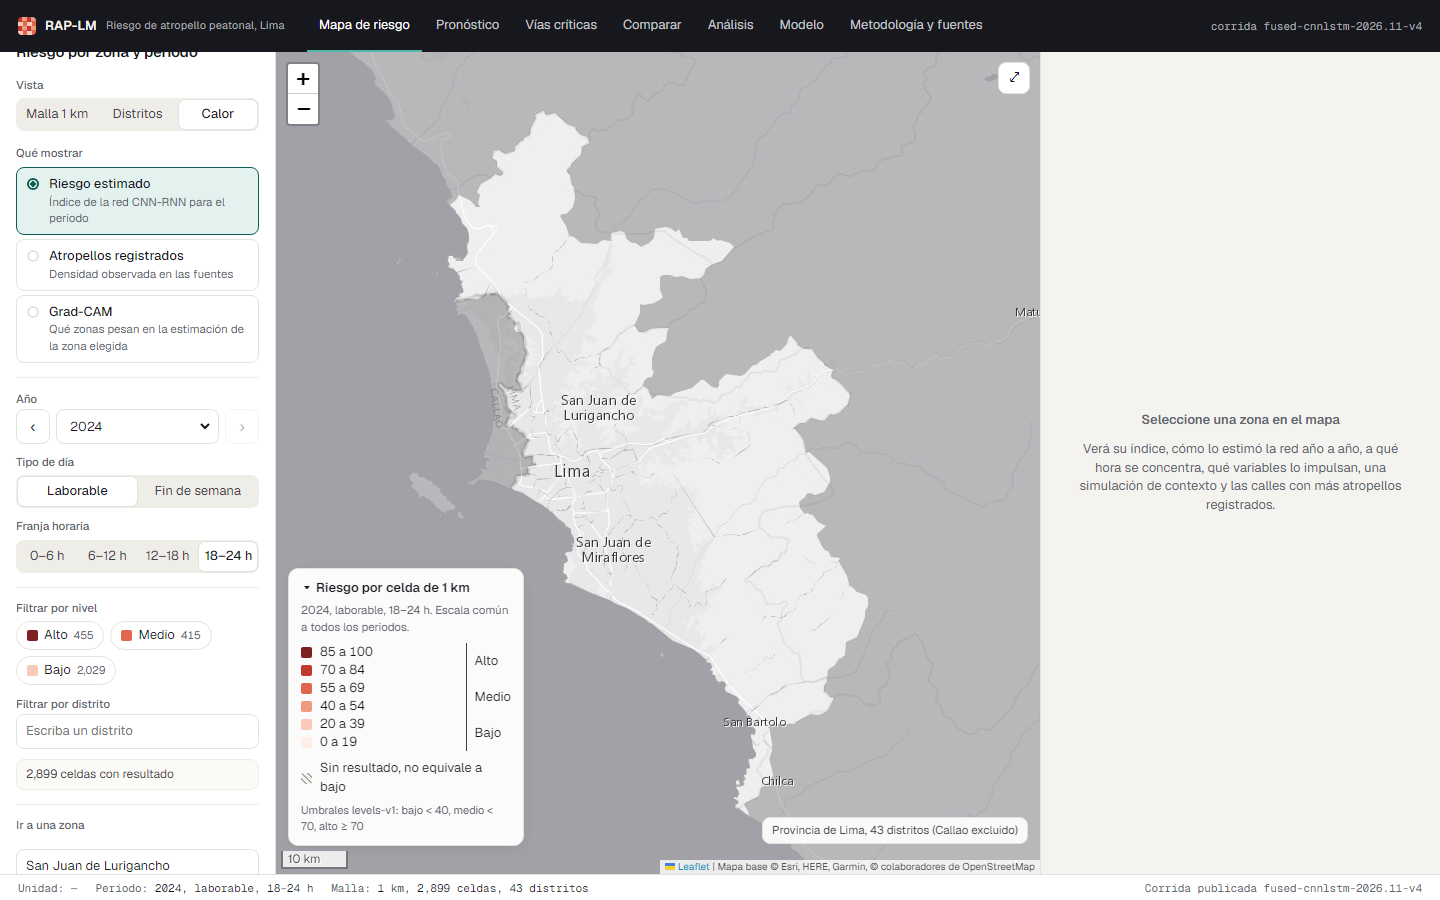 RAP-LM Riesgo de atropello peatonal, Lima
Mapa de riesgo Pronóstico Vías críticas Comparar Análisis Modelo Metodología y fuentes
corrida fused-cnnlstm-2026.11-v4
Riesgo por zona y periodo
Vista
Malla 1 km Distritos Calor
Qué mostrar
Riesgo estimado
Índice de la red CNN-RNN para el
periodo
Atropellos registrados
Densidad observada en las fuentes
Grad-CAM
Qué zonas pesan en la estimación de
la zona elegida
Año
‹ 2024 ›
Tipo de día
Laborable Fin de semana
Franja horaria
0–6 h 6–12 h 12–18 h 18–24 h
Filtrar por nivel
Alto 455 Medio 415
Bajo 2,029
Filtrar por distrito
Escriba un distrito
2,899 celdas con resultado
Ir a una zona
San Juan de Lurigancho
+
−
San Juan de
Lurigancho
Lima
CALLAO
LIMA
San Juan de
Miraflores
San Bartolo
Chilca
Riesgo por celda de 1 km
2024, laborable, 18–24 h. Escala común
a todos los periodos.
85 a 100
70 a 84
55 a 69
40 a 54
20 a 39
0 a 19
Alto
Medio
Bajo
Sin resultado, no equivale a
bajo
Umbrales levels-v1: bajo < 40, medio <
70, alto ≥ 70
10 km
Provincia de Lima, 43 distritos (Callao excluido)
Leaflet | Mapa base © Esri, HERE, Garmin, © colaboradores de OpenStreetMap
Seleccione una zona en el mapa
Verá su índice, cómo lo estimó la red año a año, a qué
hora se concentra, qué variables lo impulsan, una
simulación de contexto y las calles con más atropellos
registrados.
Unidad: — Periodo: 2024, laborable, 18–24 h Malla: 1 km, 2,899 celdas, 43 distritos
Corrida publicada fused-cnnlstm-2026.11-v4